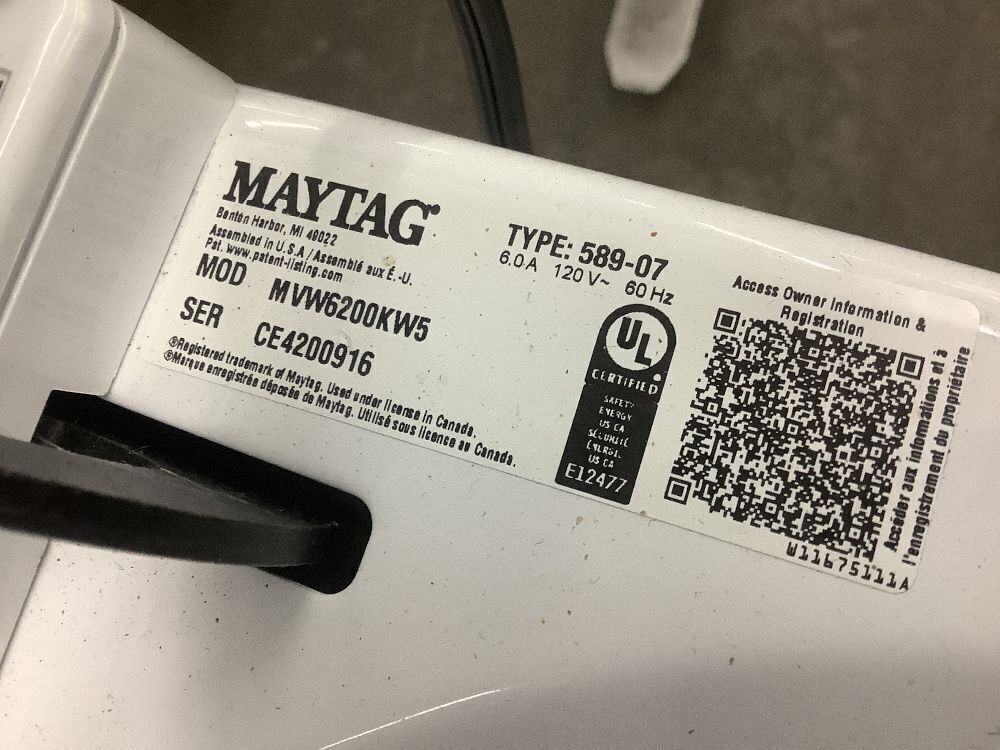 MAYTAG®
Benton Harbor, MI 49022
Assembled in U.S.A / Assemblé aux É.-U.
Pat. www.patent-listing.com
MOD MVW6200KW5
SER CE4200916
®Registered trademark of Maytag. Used under license in Canada.
®Marque enregistrée déposée de Maytag. Utilisé sous licence au Canada.
TYPE: 589-07
6.0 A 120 V~ 60 Hz
UL
CERTIFIED
SAFETY
ENERGY
US CA
SÉCURITÉ
ÉNERGIE
US CA
E12477
Access Owner Information &
Registration
Accéder aux informations et à
l'enregistrement du propriétaire
W11675111A